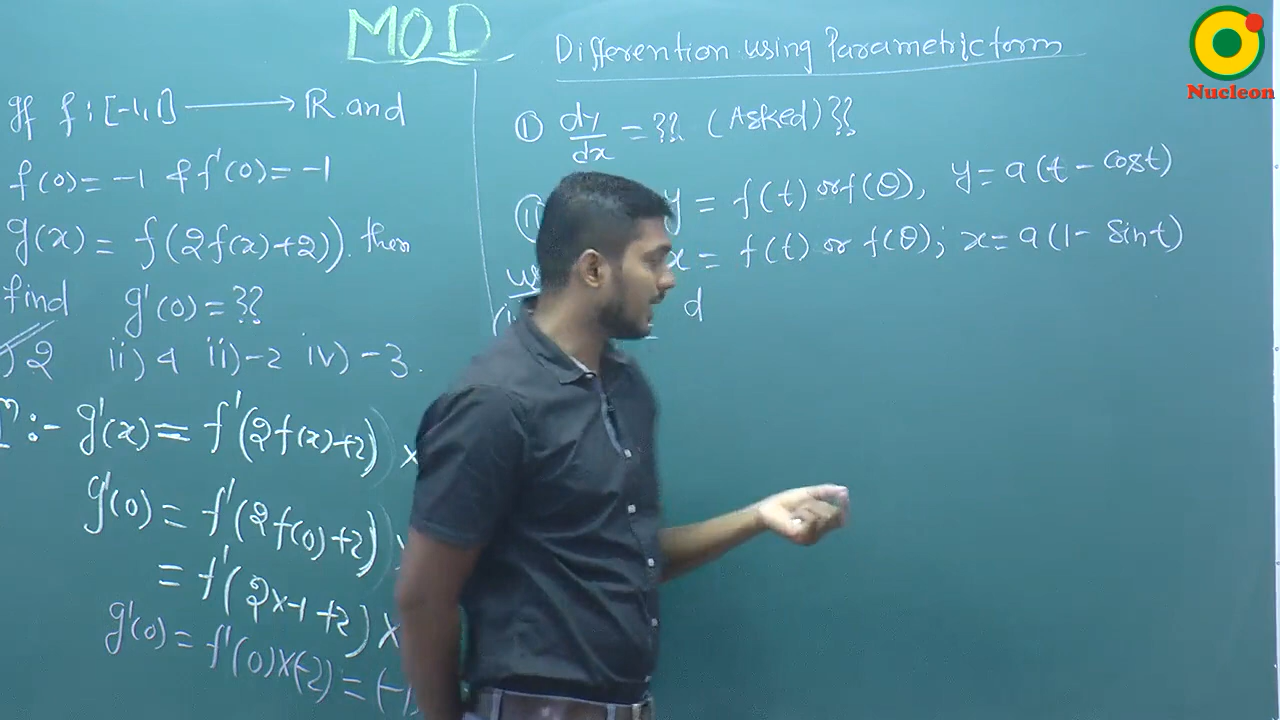 MOD
If f : [-1,1] ⟶ ℝ and
f(0) = -1 & f'(0) = -1
g(x) = f(2f(x)+2)) then
find g'(0) = ??
2 ii) 4 ii) -2 iv) -3.
:- g'(x) = f'(2f(x)+2) ×
g'(0) = f'(2f(0)+2)
= f'(2×-1+2) ×
g'(0) = f'(0)×(-2) = (-1)
Differention using Parametric form
① dy/dx = ?? (Asked) ??
y = f(t) or f(θ), y = a(t - cost)
x = f(t) or f(θ); x = a(1 - sint)
d
Nucleon